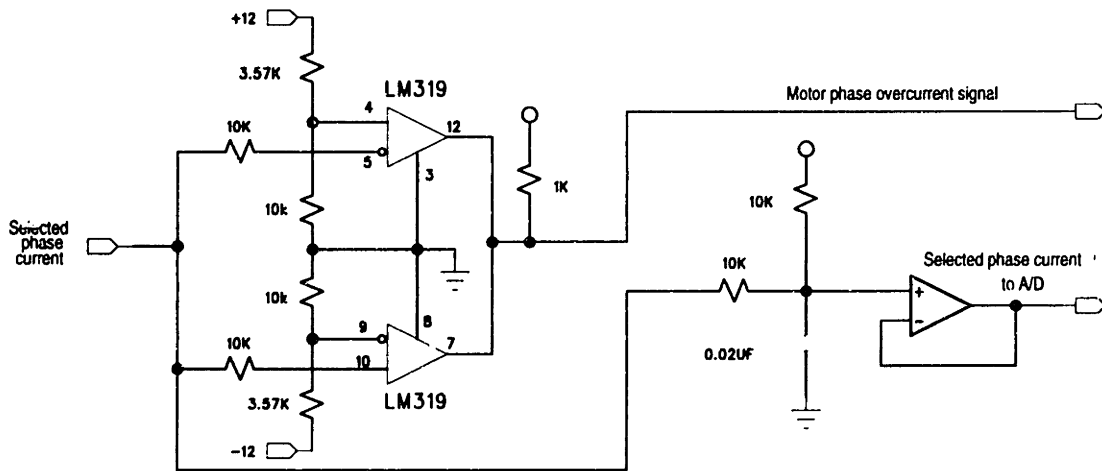 +12
3.57K
LM319
4
12
Motor phase overcurrent signal
10K
5
3
1K
10K
10k
Selected
phase
current
Selected phase current
to A/D
10K
+
−
10k
9
8
7
0.02UF
10K
10
3.57K
LM319
-12